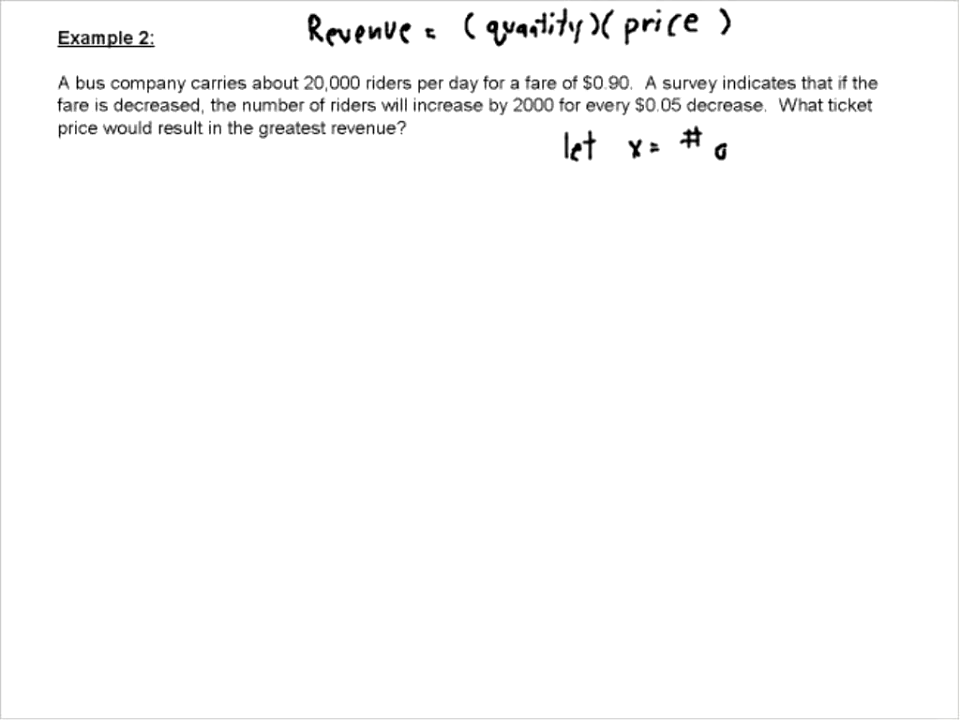 Revenue = (quantity)(price)
Example 2:
A bus company carries about 20,000 riders per day for a fare of $0.90. A survey indicates that if the
fare is decreased, the number of riders will increase by 2000 for every $0.05 decrease. What ticket
price would result in the greatest revenue?
let x = # o